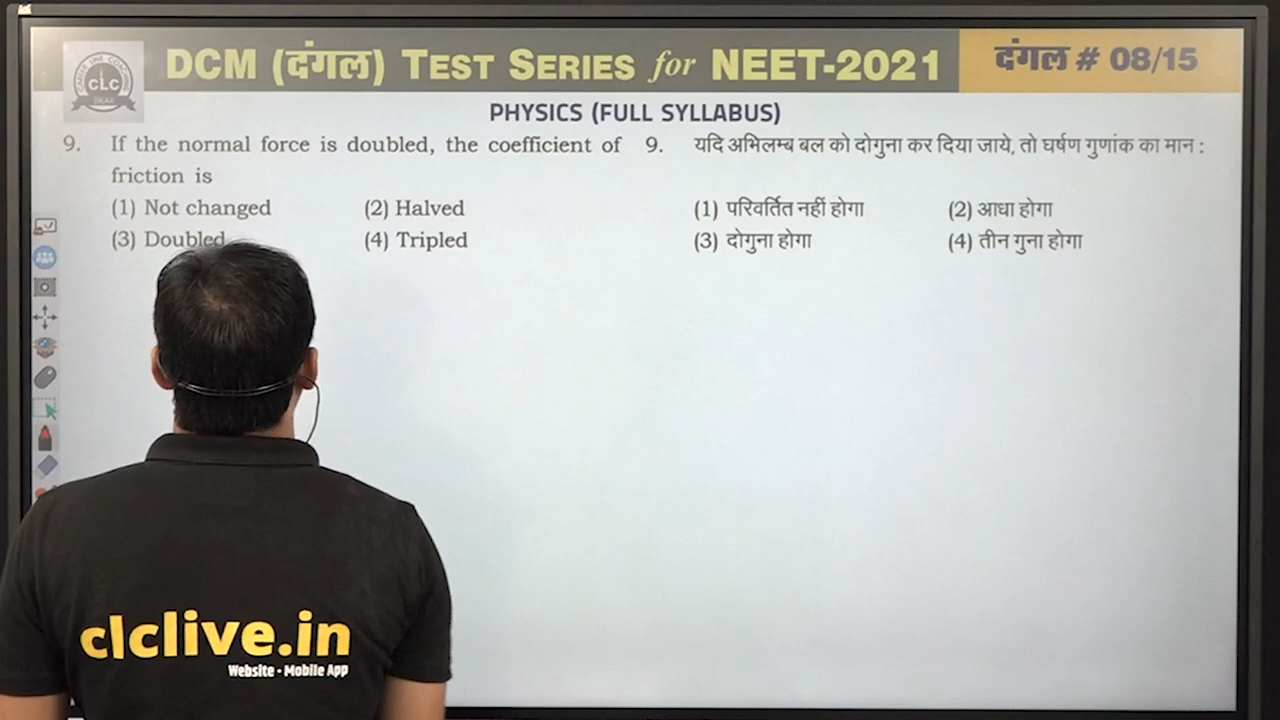 DCM (दंगल) TEST SERIES for NEET-2021
दंगल # 08/15
CLC
PHYSICS (FULL SYLLABUS)
9. If the normal force is doubled, the coefficient of
friction is
(1) Not changed (2) Halved
(3) Doubled (4) Tripled
9. यदि अभिलम्ब बल को दोगुना कर दिया जाये, तो घर्षण गुणांक का मान :
(1) परिवर्तित नहीं होगा (2) आधा होगा
(3) दोगुना होगा (4) तीन गुना होगा
clclive.in
Website - Mobile App